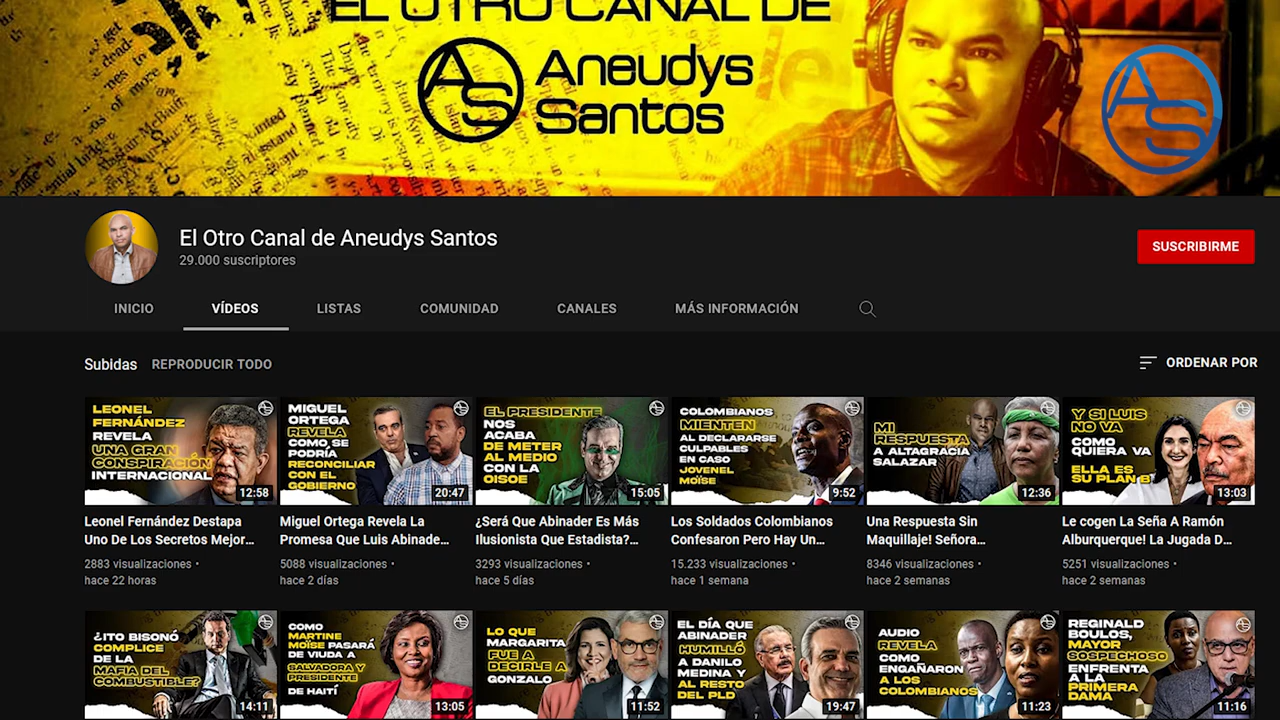 EL OTRO CANAL DE
AS Aneudys
Santos
AS
El Otro Canal de Aneudys Santos
29.000 suscriptores
SUSCRIBIRME
INICIO VÍDEOS LISTAS COMUNIDAD CANALES MÁS INFORMACIÓN
Subidas REPRODUCIR TODO
ORDENAR POR
LEONEL
FERNÁNDEZ
REVELA
UNA GRAN
CONSPIRACIÓN
INTERNACIONAL
12:58
Leonel Fernández Destapa
Uno De Los Secretos Mejor...
2883 visualizaciones •
hace 22 horas
MIGUEL
ORTEGA
REVELA
COMO, SE
PODRÍA
RECONCILIAR
CON EL
GOBIERNO
20:47
Miguel Ortega Revela La
Promesa Que Luis Abinade...
5088 visualizaciones •
hace 2 días
EL PRESIDENTE
NOS
ACABA
DE METER
AL MEDIO
CON LA
OISOE
15:05
¿Será Que Abinader Es Más
Ilusionista Que Estadista?...
3293 visualizaciones •
hace 5 días
COLOMBIANOS
MIENTEN
AL DECLARARSE
CULPABLES
EN CASO
JOVENEL
MOÏSE
9:52
Los Soldados Colombianos
Confesaron Pero Hay Un...
15.233 visualizaciones •
hace 1 semana
MI
RESPUESTA
A ALTAGRACIA
SALAZAR
12:36
Una Respuesta Sin
Maquillaje! Señora...
8346 visualizaciones •
hace 2 semanas
Y SI LUIS
NO VA
COMO
QUIERA VA
ELLA ES
SU PLAN B
13:03
Le cogen La Seña A Ramón
Alburquerque! La Jugada D...
5251 visualizaciones •
hace 2 semanas
¿ITO BISONÓ
COMPLICE
DE LA
MAFIA DEL
COMBUSTIBLE?
14:11
COMO
MARTINE
MOÏSE PASARÁ
DE VIUDA A
SALVADORA Y
PRESIDENTE
DE HAITÍ
13:05
LO QUE
MARGARITA
FUE A
DECIRLE A
GONZALO
11:52
EL DÍA QUE
ABINADER
HUMILLÓ
A DANILO
MEDINA Y
AL RESTO
DEL PLD
19:47
AUDIO
REVELA
COMO
ENGAÑARON
A LOS
COLOMBIANOS
11:23
REGINALD
BOULOS,
MAYOR
SOSPECHOSO
ENFRENTA
A LA
PRIMERA
DAMA
11:16